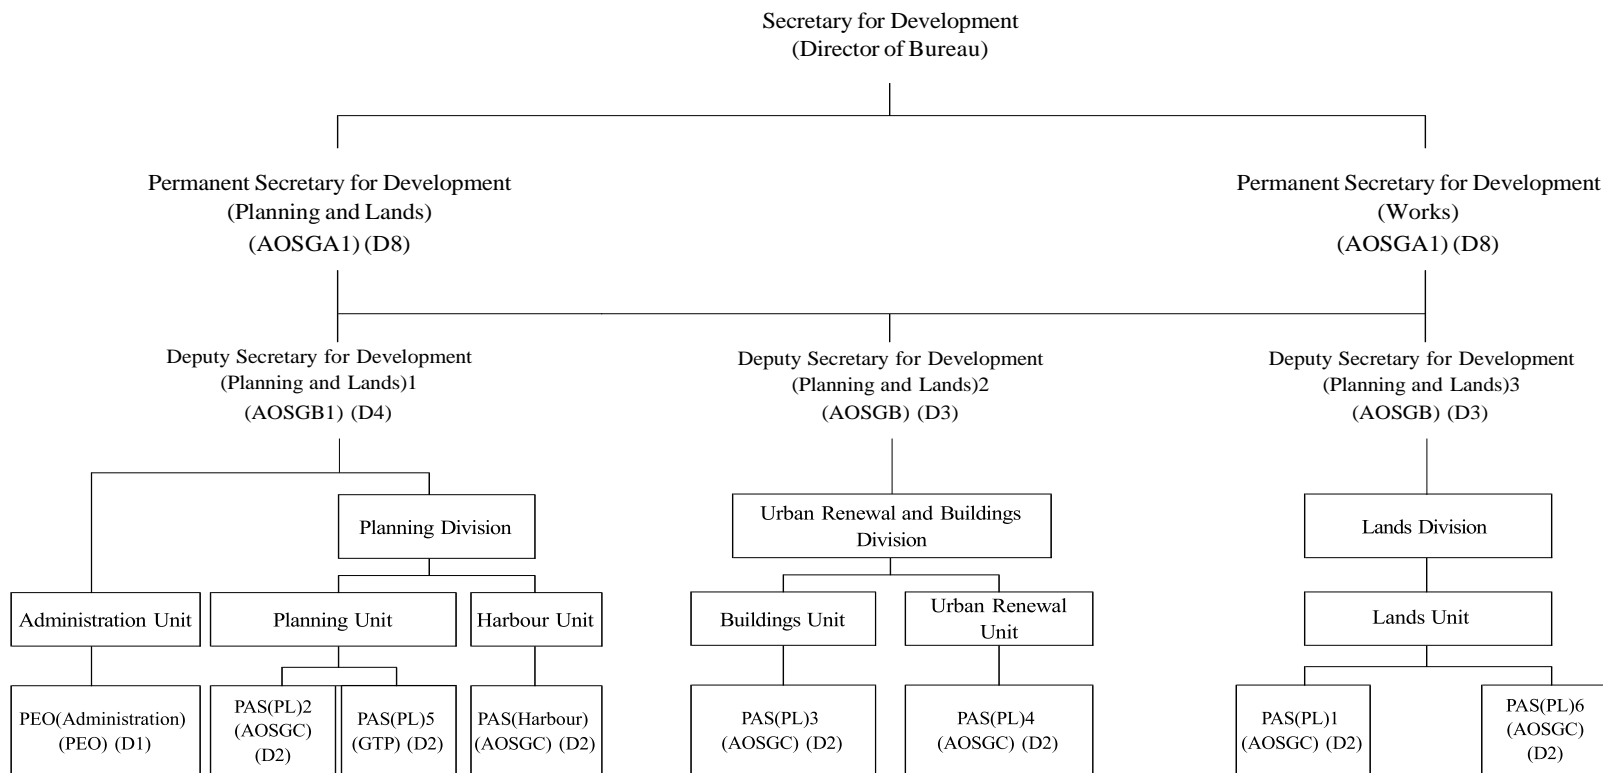 Secretary for Development
(Director of Bureau)
Permanent Secretary for Development
(Planning and Lands)
(AOSGA1) (D8)
Permanent Secretary for Development
(Works)
(AOSGA1) (D8)
Deputy Secretary for Development
(Planning and Lands)1
(AOSGB1) (D4)
Deputy Secretary for Development
(Planning and Lands)2
(AOSGB) (D3)
Deputy Secretary for Development
(Planning and Lands)3
(AOSGB) (D3)
Planning Division
Urban Renewal and Buildings
Division
Lands Division
Administration Unit
Planning Unit
Harbour Unit
Buildings Unit
Urban Renewal
Unit
Lands Unit
PEO(Administration)
(PEO) (D1)
PAS(PL)2
(AOSGC)
(D2)
PAS(PL)5
(GTP) (D2)
PAS(Harbour)
(AOSGC) (D2)
PAS(PL)3
(AOSGC) (D2)
PAS(PL)4
(AOSGC) (D2)
PAS(PL)1
(AOSGC) (D2)
PAS(PL)6
(AOSGC)
(D2)